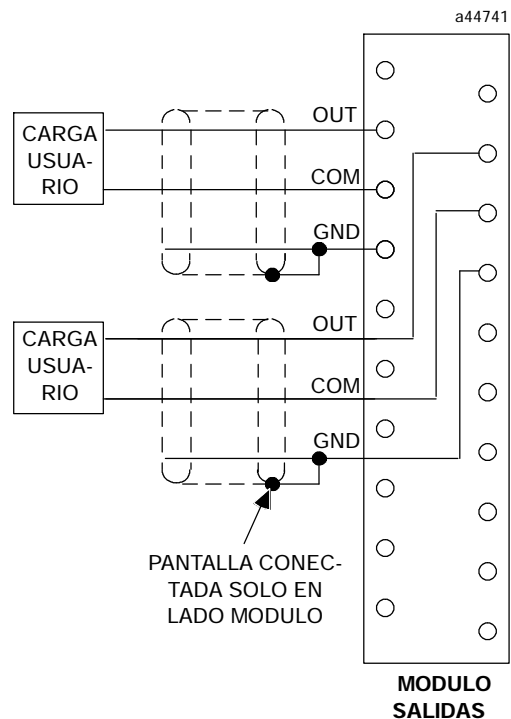 a44741
OUT
CARGA
USUA-
RIO
COM
GND
OUT
CARGA
USUA-
RIO
COM
GND
PANTALLA CONEC-
TADA SOLO EN
LADO MODULO
MODULO
SALIDAS